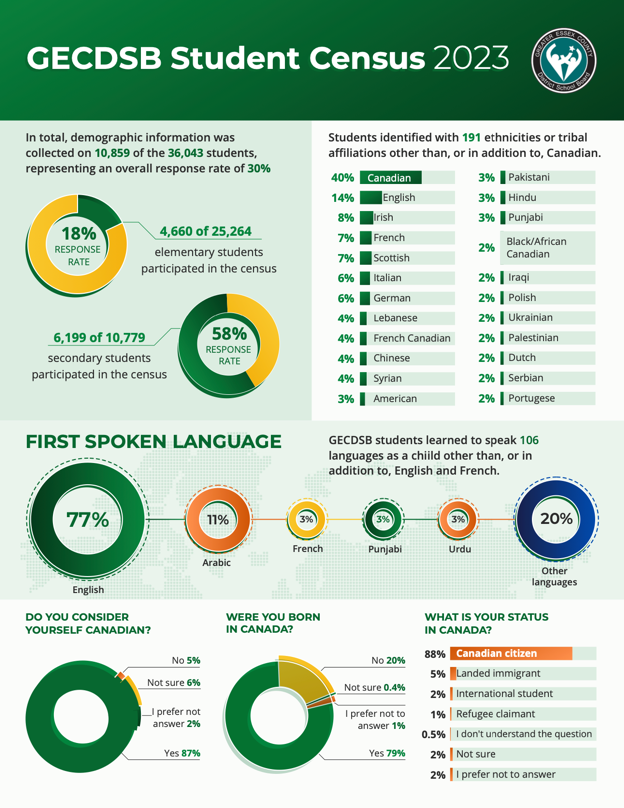 GECDSB Student Census 2023
GREATER ESSEX COUNTY
District School Board
In total, demographic information was
collected on 10,859 of the 36,043 students,
representing an overall response rate of 30%
18%
RESPONSE
RATE
4,660 of 25,264
elementary students
participated in the census
6,199 of 10,779
secondary students
participated in the census
58%
RESPONSE
RATE
Students identified with 191 ethnicities or tribal
affiliations other than, or in addition to, Canadian.
40% Canadian
14% English
8% Irish
7% French
7% Scottish
6% Italian
6% German
4% Lebanese
4% French Canadian
4% Chinese
4% Syrian
3% American
3% Pakistani
3% Hindu
3% Punjabi
2% Black/African
Canadian
2% Iraqi
2% Polish
2% Ukrainian
2% Palestinian
2% Dutch
2% Serbian
2% Portugese
FIRST SPOKEN LANGUAGE
GECDSB students learned to speak 106
languages as a chiild other than, or in
addition to, English and French.
77%
English
11%
Arabic
3%
French
3%
Punjabi
3%
Urdu
20%
Other
languages
DO YOU CONSIDER
YOURSELF CANADIAN?
No 5%
Not sure 6%
I prefer not
answer 2%
Yes 87%
WERE YOU BORN
IN CANADA?
No 20%
Not sure 0.4%
I prefer not to
answer 1%
Yes 79%
WHAT IS YOUR STATUS
IN CANADA?
88% Canadian citizen
5% Landed immigrant
2% International student
1% Refugee claimant
0.5% I don't understand the question
2% Not sure
2% I prefer not to answer